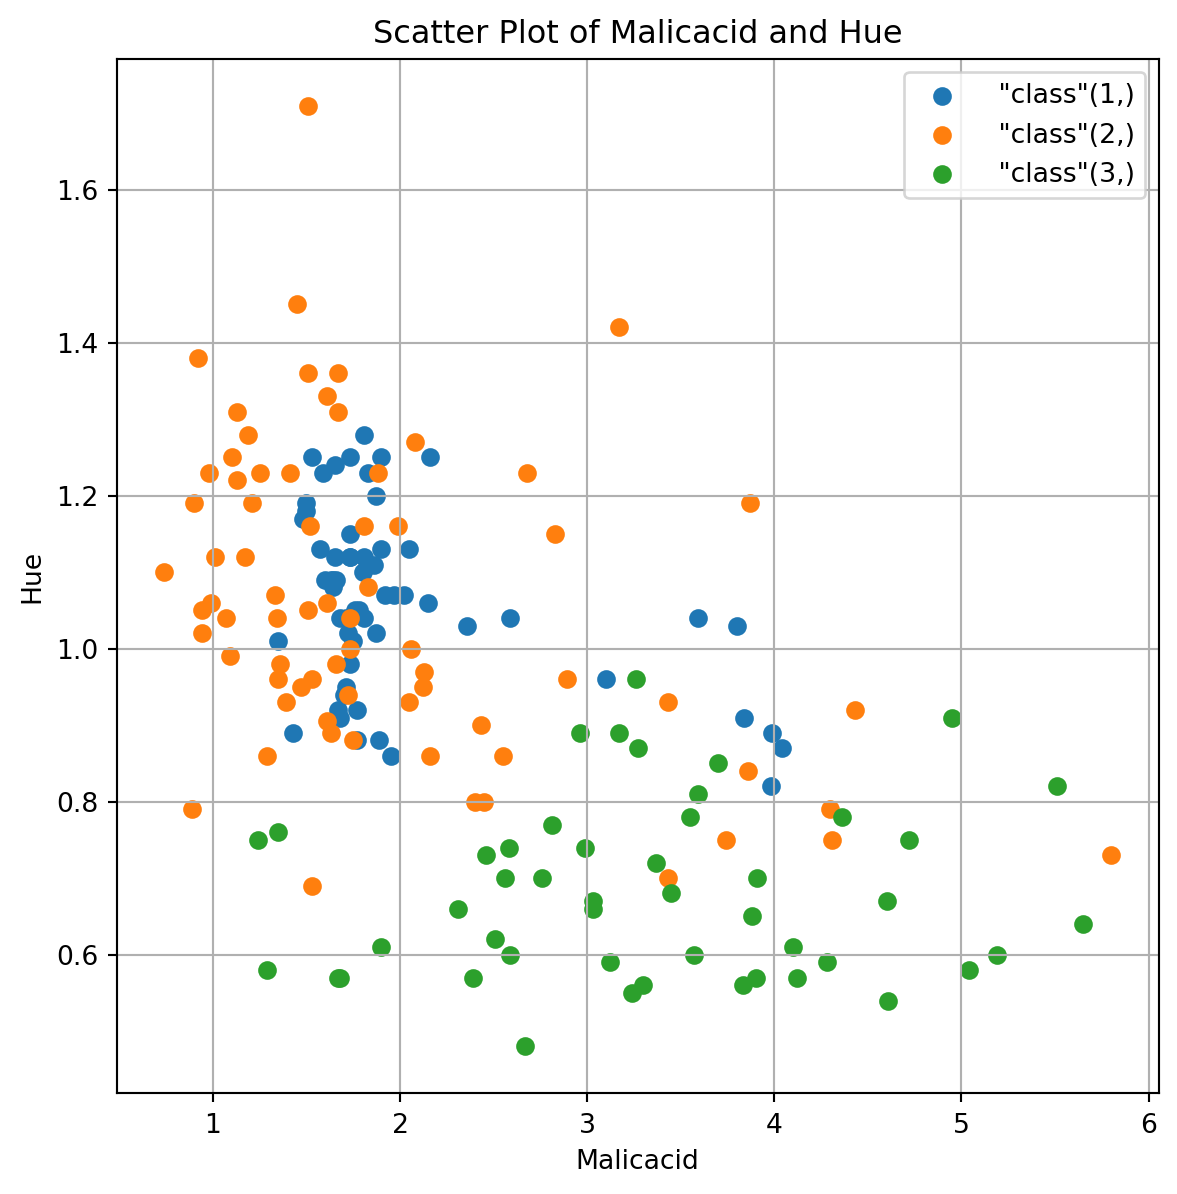 Scatter Plot of Malicacid and Hue
"class"(1,)
"class"(2,)
"class"(3,)
1.6
1.4
1.2
1.0
0.8
0.6
Hue
1 2 3 4 5 6
Malicacid